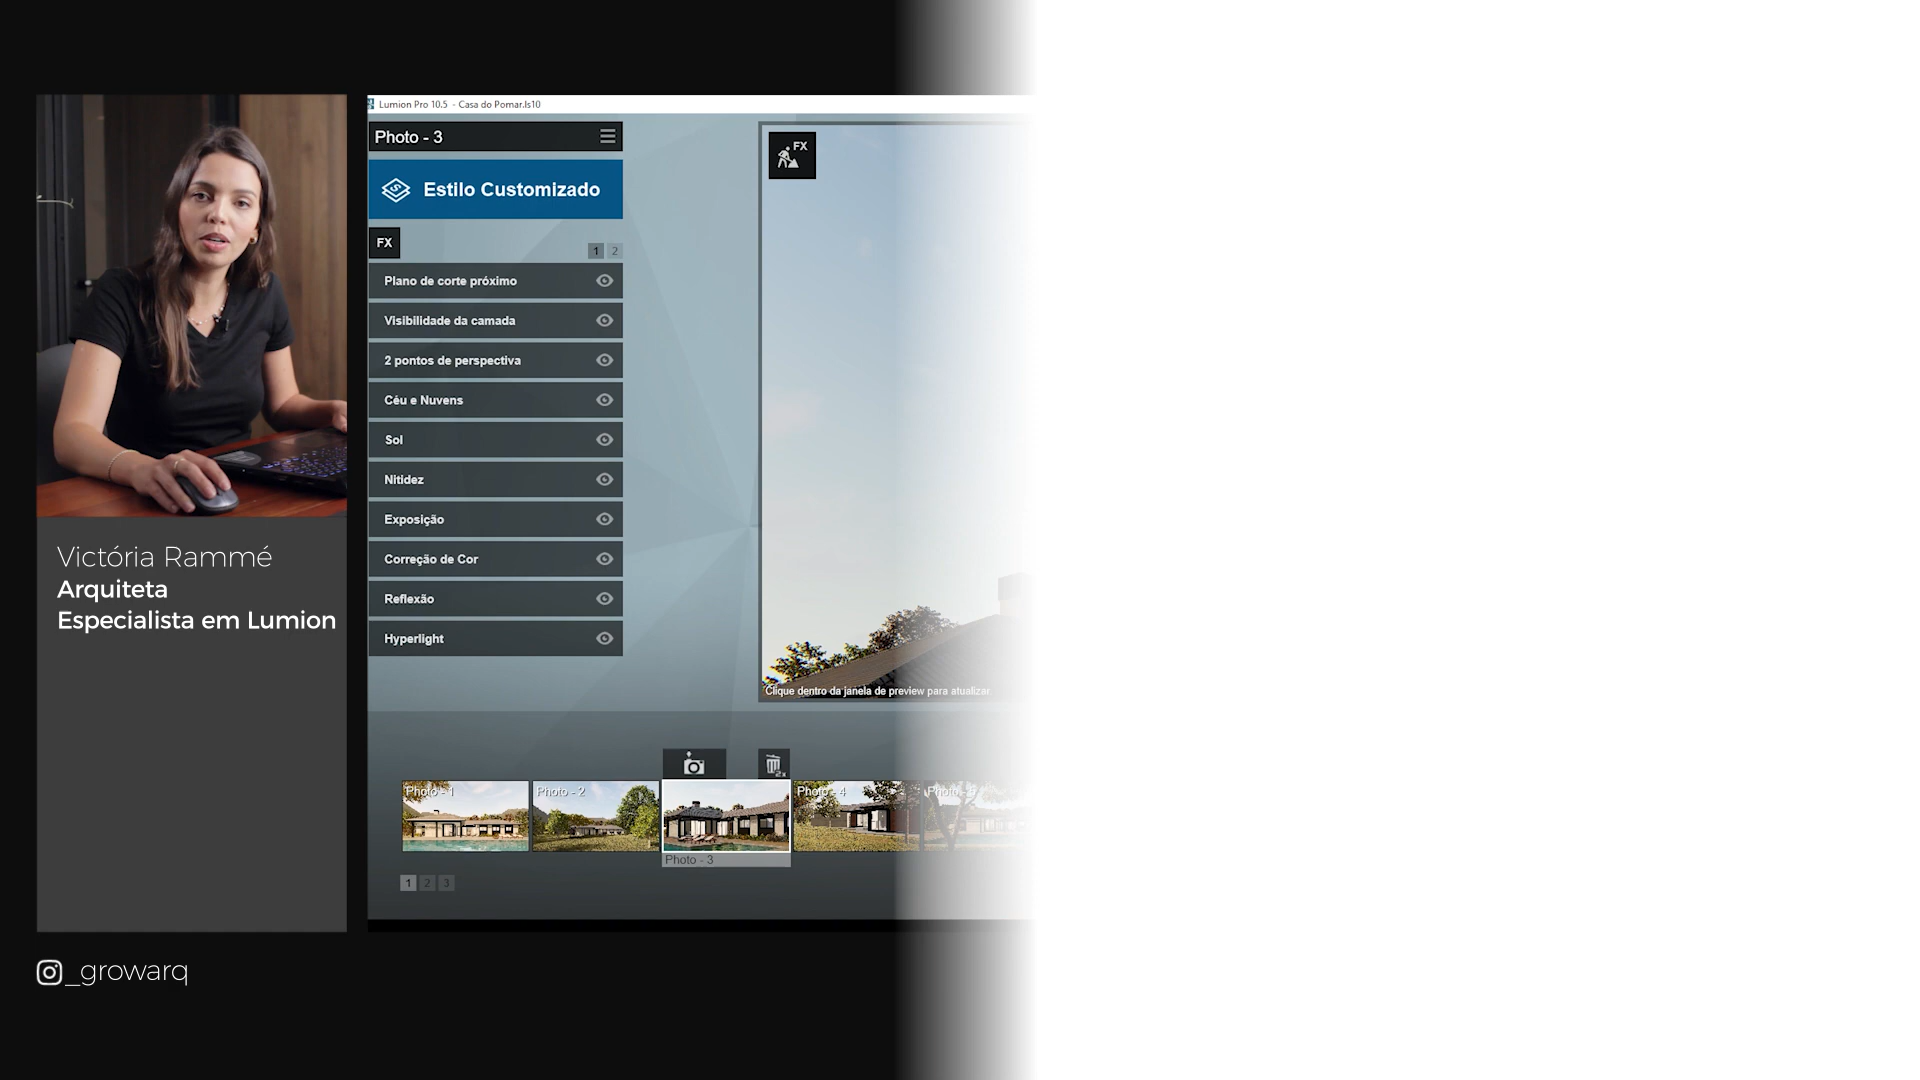 Lumion Pro 10.5 - Casa do Pomar.ls10
Photo - 3
Estilo Customizado
FX
1 2
Plano de corte próximo
Visibilidade da camada
2 pontos de perspectiva
Céu e Nuvens
Sol
Nitidez
Exposição
Correção de Cor
Reflexão
Hyperlight
FX
Clique dentro da janela de preview para atualizar
2x
Photo - 1
Photo - 2
Photo - 4
Photo - 5
Photo - 3
1 2 3
Victória Rammé
Arquiteta
Especialista em Lumion
_growarq